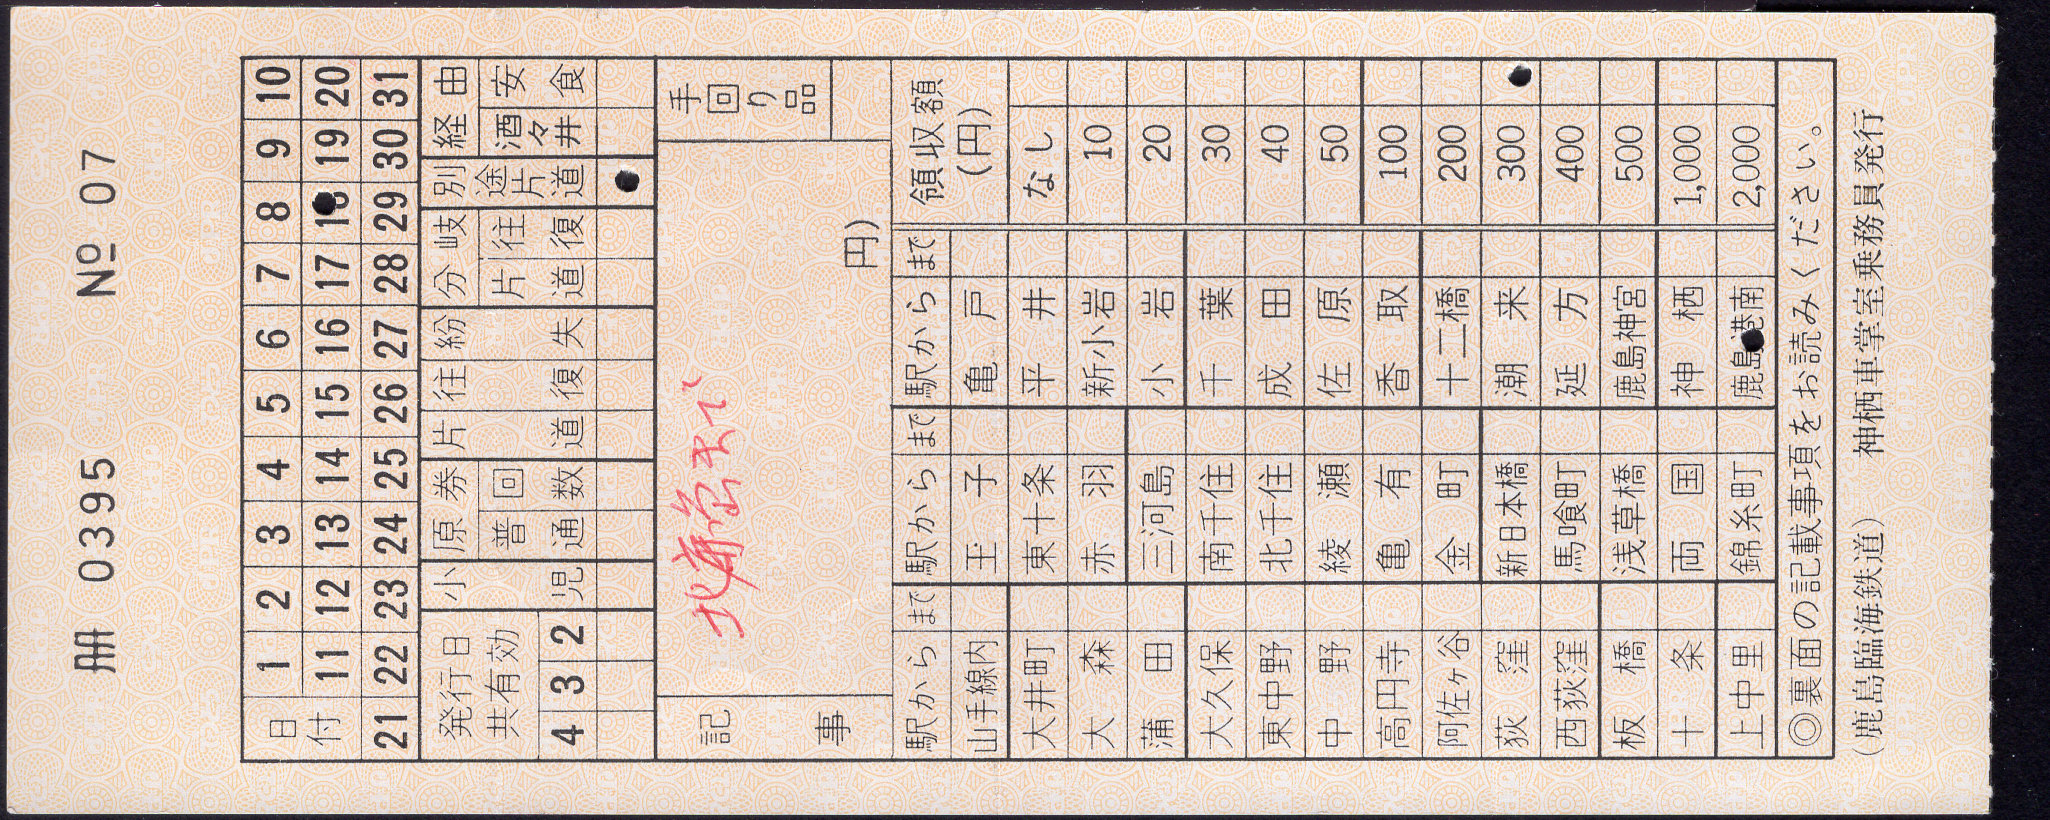 冊 0395 № 07
日付 1 2 3 4 5 6 7 8 9 10
11 12 13 14 15 16 17 18 19 20
21 22 23 24 25 26 27 28 29 30 31
発行日共有効 4 3 2
小児
原券 普通 回数
片道
往復
紛失
分岐 片道 往復
別途片道
経由 酒々井 安食
記事
北鹿島まで
円)
手回り品
駅から まで 駅から まで 駅から まで 領収額(円)
山手線内 王子 亀戸
大井町 東十条 平井 なし
大森 赤羽 新小岩 10
蒲田 三河島 小岩 20
大久保 南千住 千葉 30
東中野 北千住 成田 40
中野 綾瀬 佐原 50
高円寺 亀有 香取 100
阿佐ヶ谷 金町 十二橋 200
荻窪 新日本橋 潮来 300
西荻窪 馬喰町 延方 400
板橋 浅草橋 鹿島神宮 500
十条 両国 神栖 1,000
上中里 錦糸町 鹿島港南 2,000
◎裏面の記載事項をお読みください。
(鹿島臨海鉄道) 神栖車掌室乗務員発行